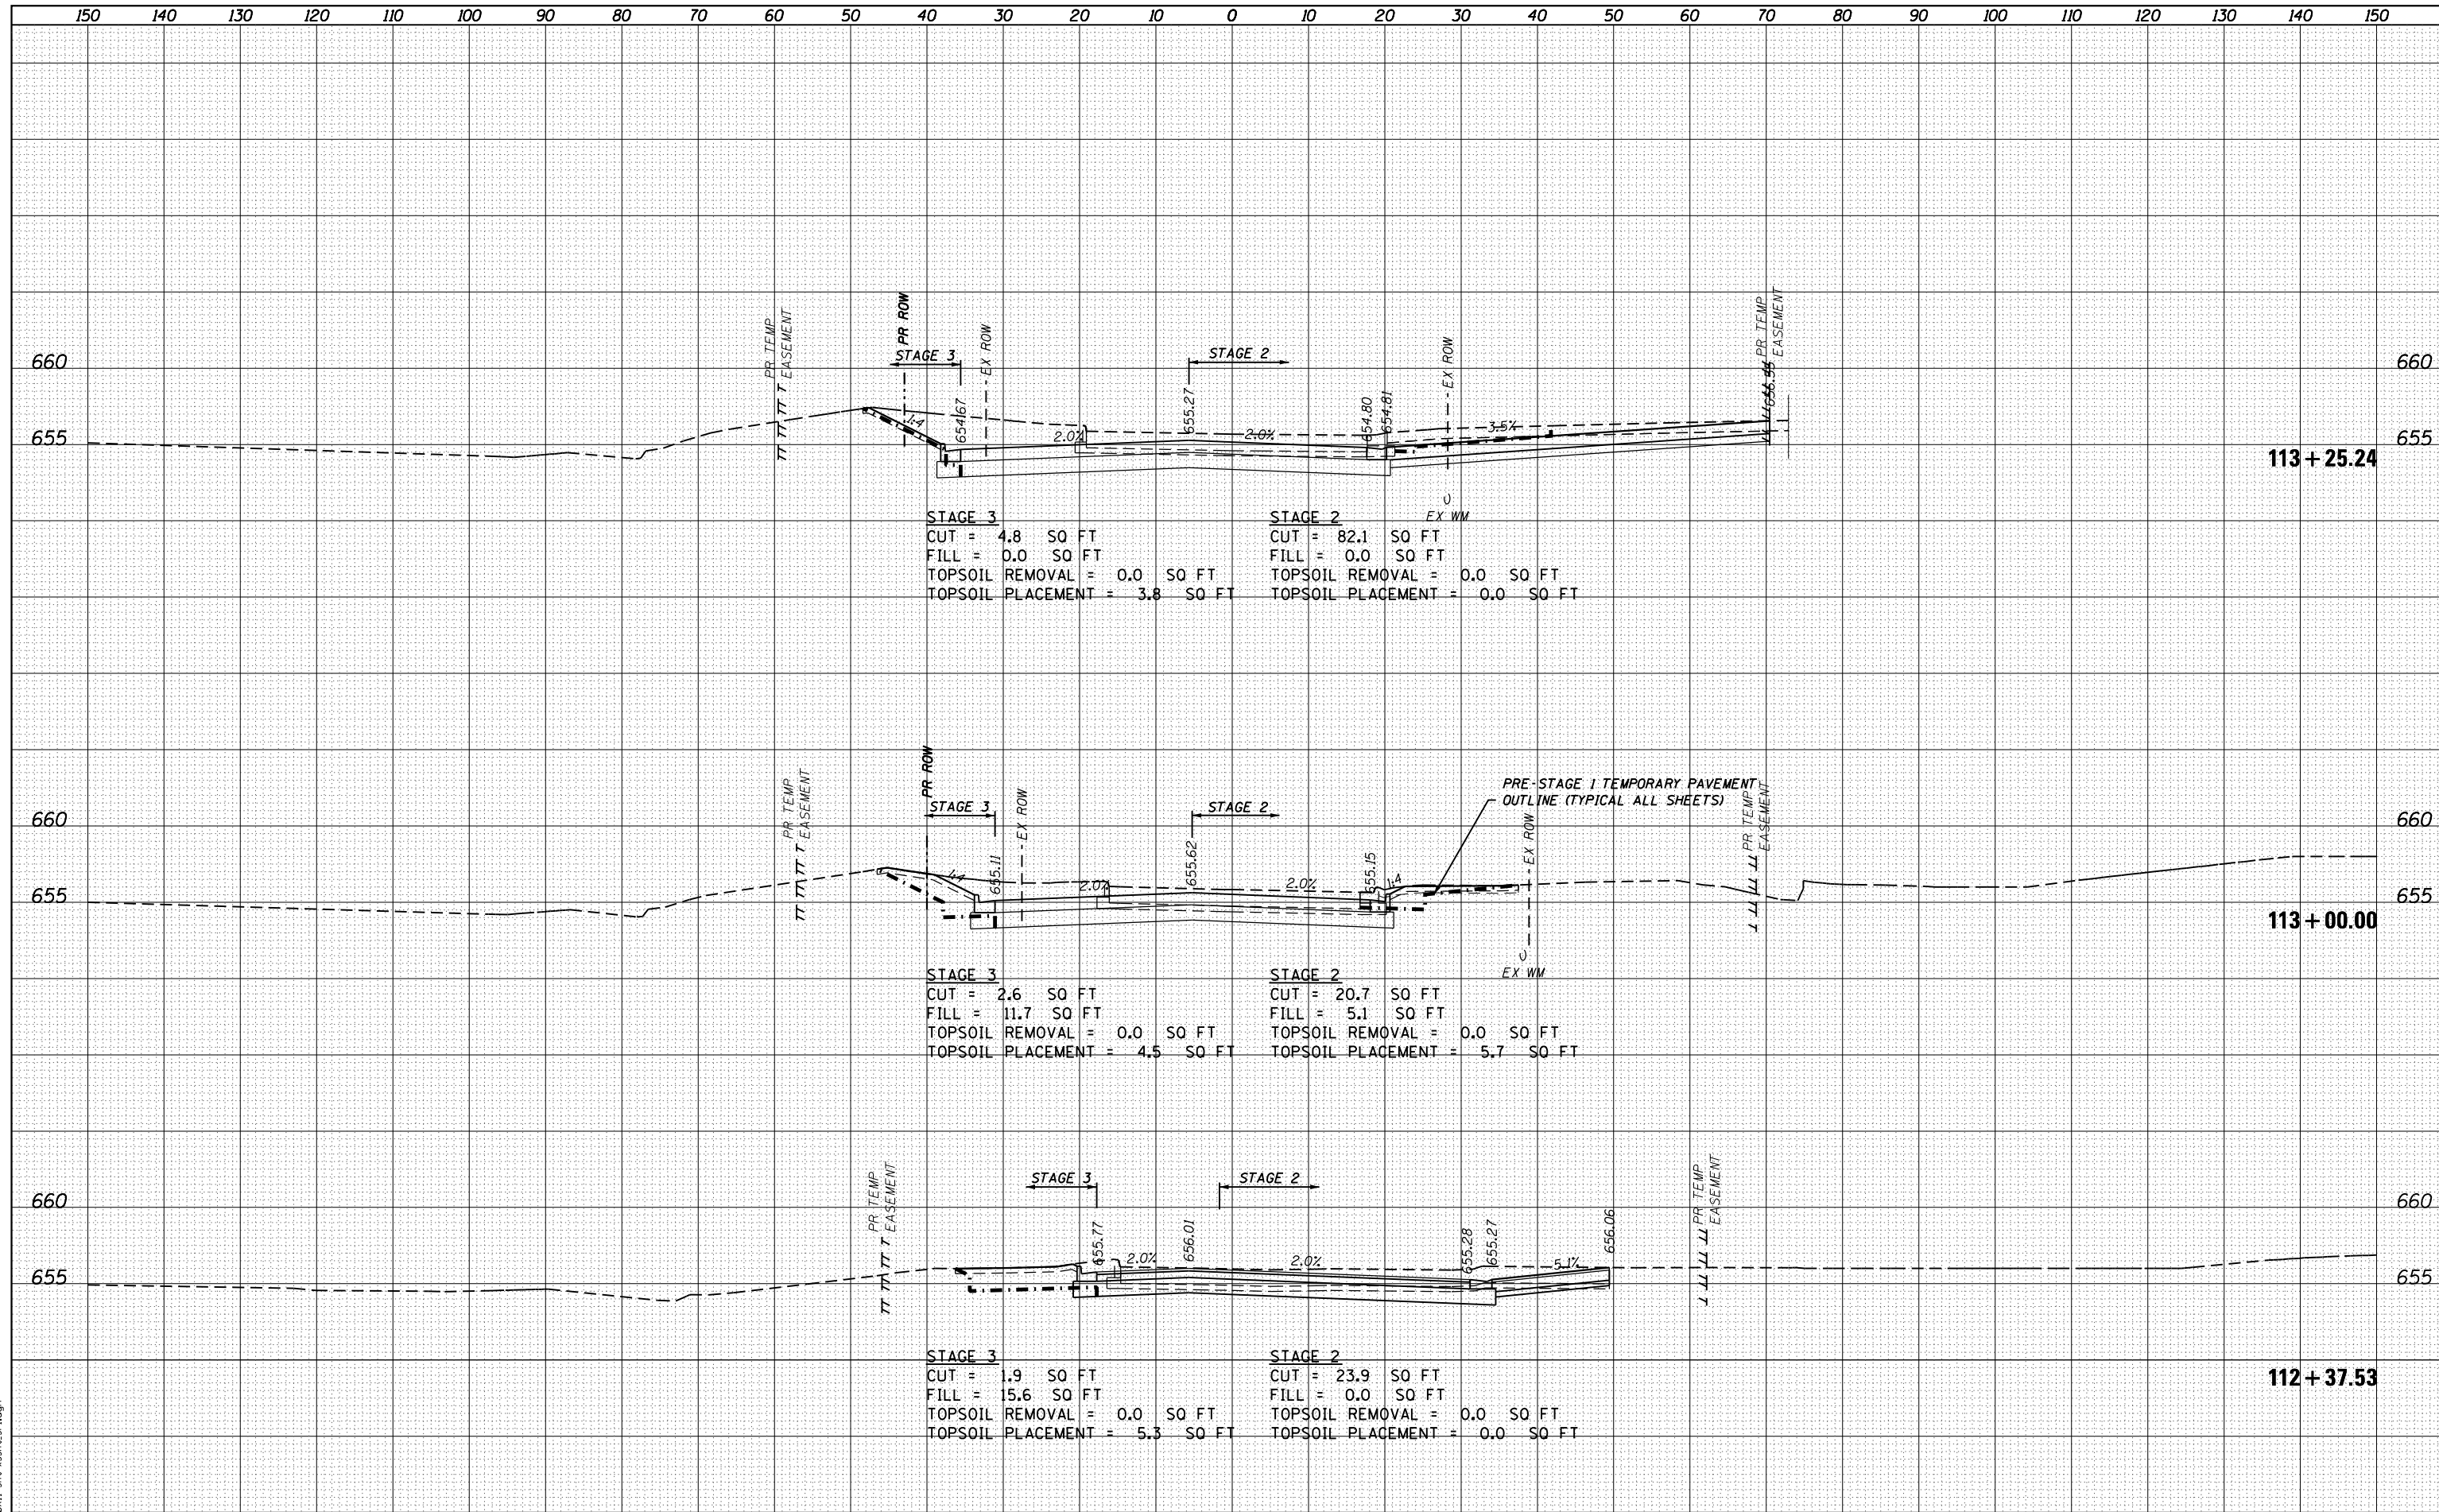 150 140 130 120 110 100 90 80 70 60 50 40 30 20 10 0 10 20 30 40 50 60 70 80 90 100 110 120 130 140 150
PR TEMP
EASEMENT
PR ROW
STAGE 3
EX ROW
STAGE 2
EX ROW
PR TEMP
EASEMENT
660
660
1:4
654.67
2.0%
655.27
2.0%
654.80
654.81
3.5%
655
655
113+25.24
EX WM
STAGE 3
CUT = 4.8 SQ FT
FILL = 0.0 SQ FT
TOPSOIL REMOVAL = 0.0 SQ FT
TOPSOIL PLACEMENT = 3.8 SQ FT
STAGE 2
CUT = 82.1 SQ FT
FILL = 0.0 SQ FT
TOPSOIL REMOVAL = 0.0 SQ FT
TOPSOIL PLACEMENT = 0.0 SQ FT
PR TEMP
EASEMENT
PR ROW
STAGE 3
EX ROW
STAGE 2
PRE-STAGE 1 TEMPORARY PAVEMENT
OUTLINE (TYPICAL ALL SHEETS)
EX ROW
PR TEMP
EASEMENT
660
660
1:4
655.11
2.0%
655.62
2.0%
655.15
1:4
655
655
113+00.00
EX WM
STAGE 3
CUT = 2.6 SQ FT
FILL = 11.7 SQ FT
TOPSOIL REMOVAL = 0.0 SQ FT
TOPSOIL PLACEMENT = 4.5 SQ FT
STAGE 2
CUT = 20.7 SQ FT
FILL = 5.1 SQ FT
TOPSOIL REMOVAL = 0.0 SQ FT
TOPSOIL PLACEMENT = 5.7 SQ FT
PR TEMP
EASEMENT
STAGE 3
STAGE 2
PR TEMP
EASEMENT
660
660
655.77
2.0%
656.01
2.0%
655.28
655.27
5.1%
656.06
655
655
112+37.53
STAGE 3
CUT = 1.9 SQ FT
FILL = 15.6 SQ FT
TOPSOIL REMOVAL = 0.0 SQ FT
TOPSOIL PLACEMENT = 5.3 SQ FT
STAGE 2
CUT = 23.9 SQ FT
FILL = 0.0 SQ FT
TOPSOIL REMOVAL = 0.0 SQ FT
TOPSOIL PLACEMENT = 0.0 SQ FT